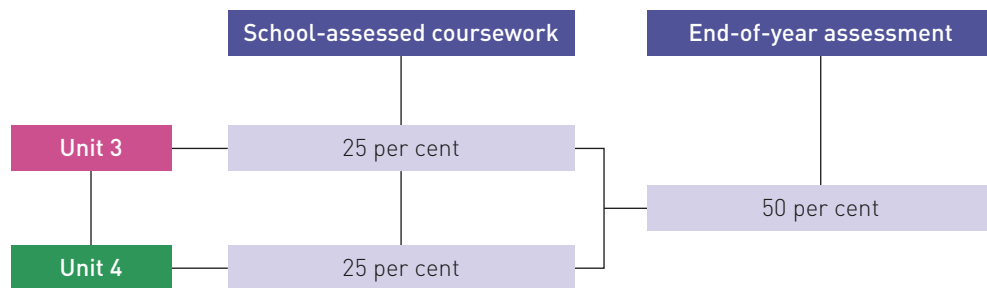 School-assessed coursework
End-of-year assessment
Unit 3
25 per cent
50 per cent
Unit 4
25 per cent